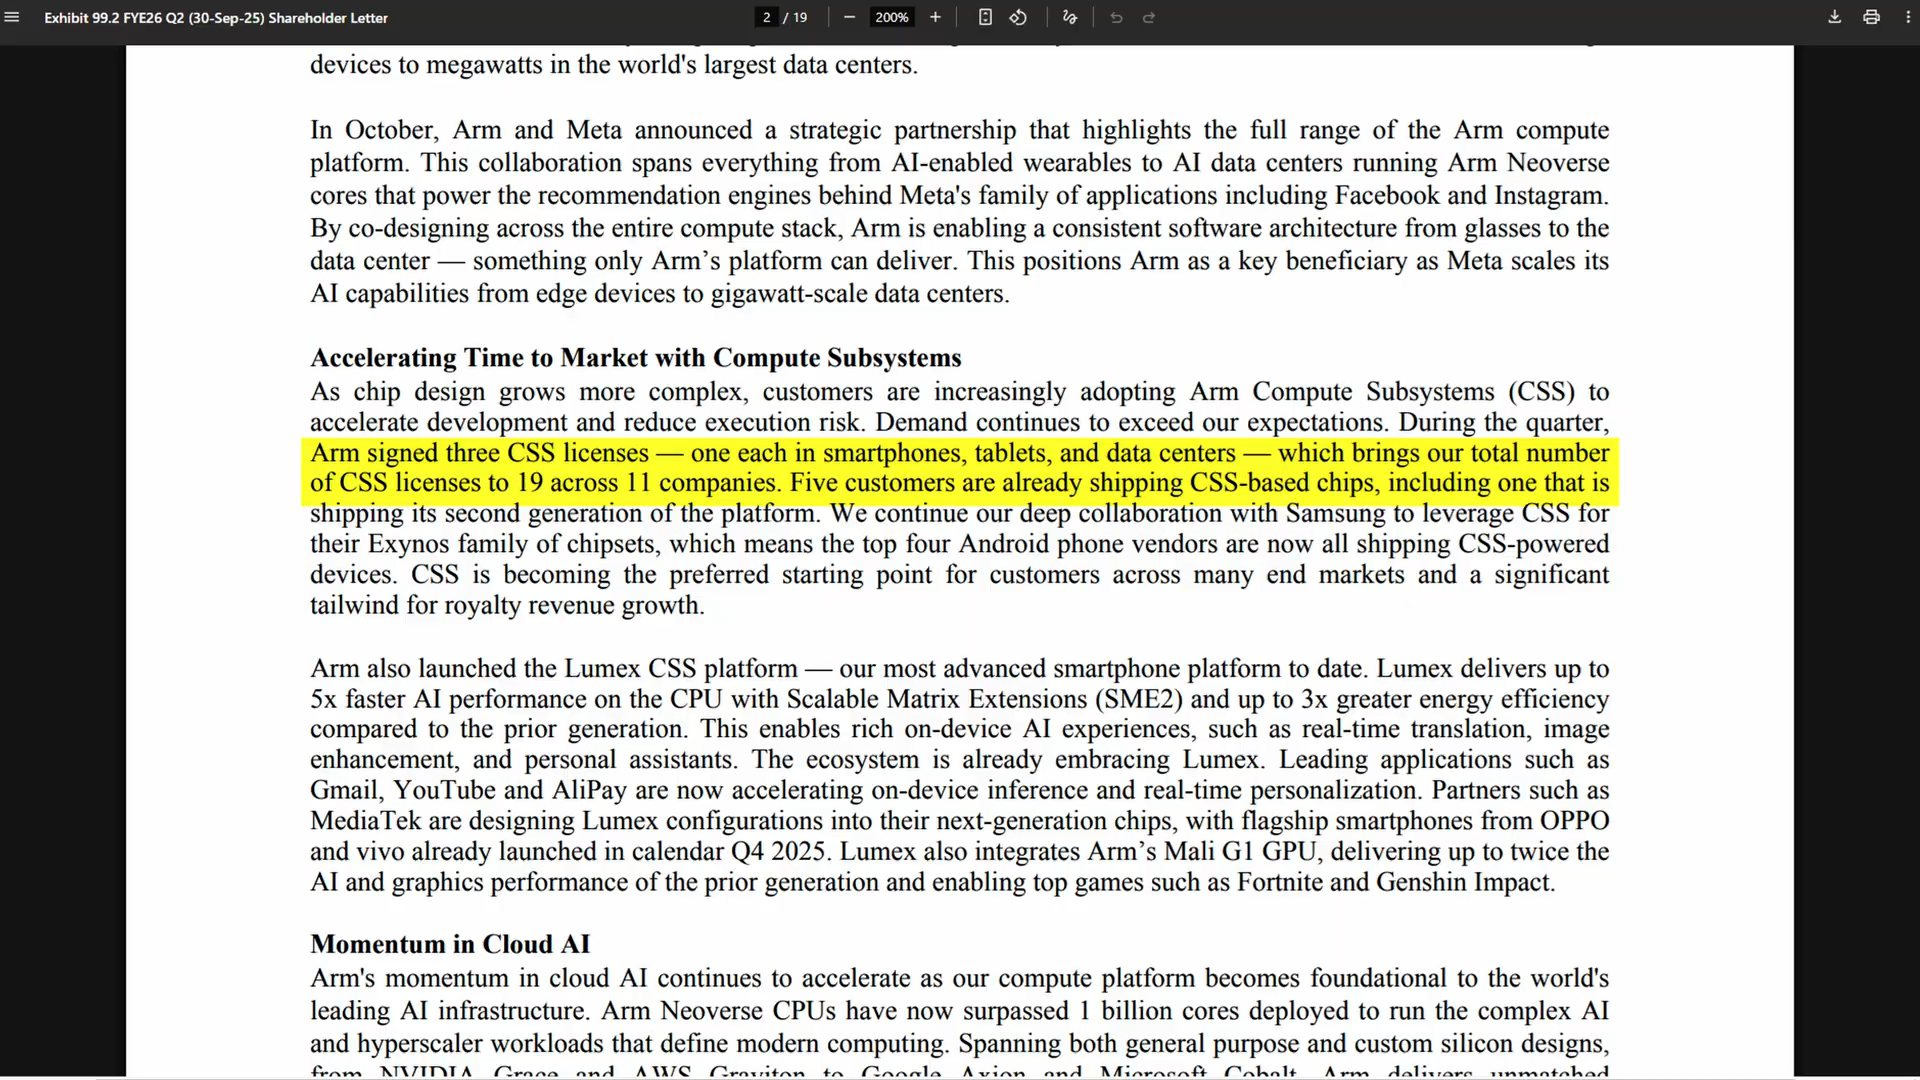 Exhibit 99.2 FYE26 Q2 (30-Sep-25) Shareholder Letter
2 / 19
200%
devices to megawatts in the world's largest data centers.
In October, Arm and Meta announced a strategic partnership that highlights the full range of the Arm compute
platform. This collaboration spans everything from AI-enabled wearables to AI data centers running Arm Neoverse
cores that power the recommendation engines behind Meta's family of applications including Facebook and Instagram.
By co-designing across the entire compute stack, Arm is enabling a consistent software architecture from glasses to the
data center — something only Arm’s platform can deliver. This positions Arm as a key beneficiary as Meta scales its
AI capabilities from edge devices to gigawatt-scale data centers.
Accelerating Time to Market with Compute Subsystems
As chip design grows more complex, customers are increasingly adopting Arm Compute Subsystems (CSS) to
accelerate development and reduce execution risk. Demand continues to exceed our expectations. During the quarter,
Arm signed three CSS licenses — one each in smartphones, tablets, and data centers — which brings our total number
of CSS licenses to 19 across 11 companies. Five customers are already shipping CSS-based chips, including one that is
shipping its second generation of the platform. We continue our deep collaboration with Samsung to leverage CSS for
their Exynos family of chipsets, which means the top four Android phone vendors are now all shipping CSS-powered
devices. CSS is becoming the preferred starting point for customers across many end markets and a significant
tailwind for royalty revenue growth.
Arm also launched the Lumex CSS platform — our most advanced smartphone platform to date. Lumex delivers up to
5x faster AI performance on the CPU with Scalable Matrix Extensions (SME2) and up to 3x greater energy efficiency
compared to the prior generation. This enables rich on-device AI experiences, such as real-time translation, image
enhancement, and personal assistants. The ecosystem is already embracing Lumex. Leading applications such as
Gmail, YouTube and AliPay are now accelerating on-device inference and real-time personalization. Partners such as
MediaTek are designing Lumex configurations into their next-generation chips, with flagship smartphones from OPPO
and vivo already launched in calendar Q4 2025. Lumex also integrates Arm’s Mali G1 GPU, delivering up to twice the
AI and graphics performance of the prior generation and enabling top games such as Fortnite and Genshin Impact.
Momentum in Cloud AI
Arm's momentum in cloud AI continues to accelerate as our compute platform becomes foundational to the world's
leading AI infrastructure. Arm Neoverse CPUs have now surpassed 1 billion cores deployed to run the complex AI
and hyperscaler workloads that define modern computing. Spanning both general purpose and custom silicon designs,
from NVIDIA Grace and AWS Graviton to Google Axion and Microsoft Cobalt, Arm delivers unmatched